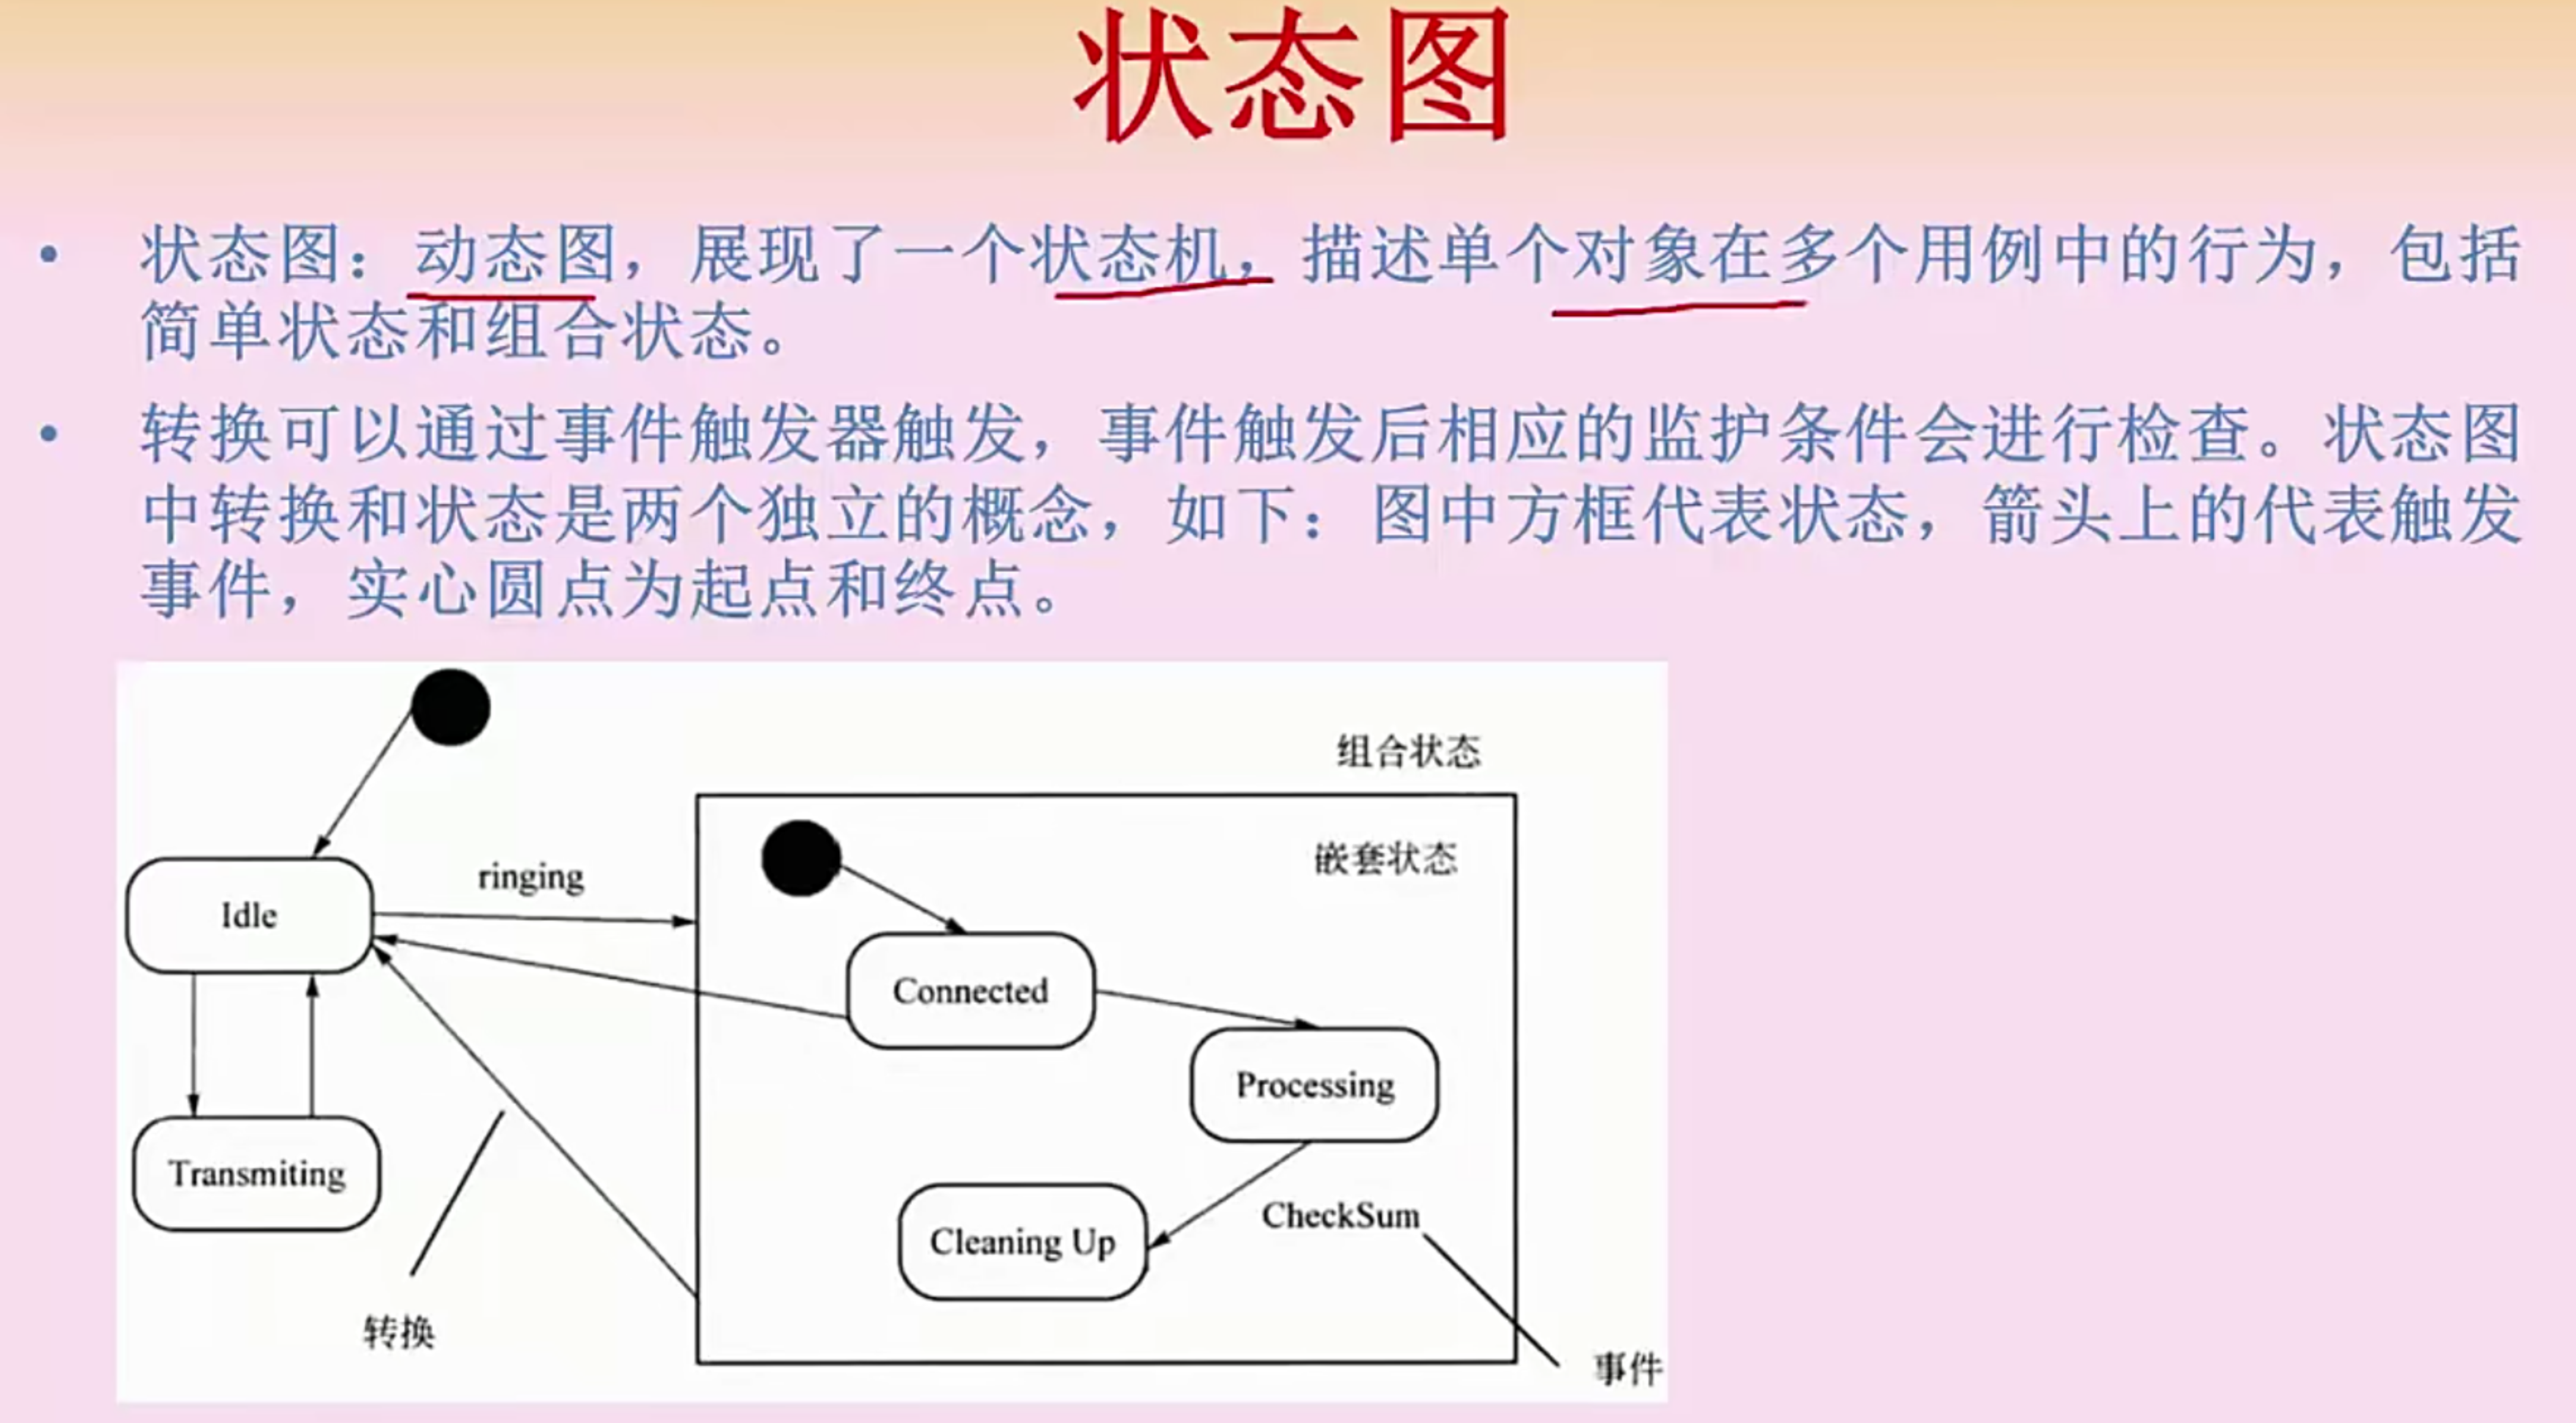 状态图
• 状态图：动态图，展现了一个状态机，描述单个对象在多个用例中的行为，包括
简单状态和组合状态。
• 转换可以通过事件触发器触发，事件触发后相应的监护条件会进行检查。状态图
中转换和状态是两个独立的概念，如下：图中方框代表状态，箭头上的代表触发
事件，实心圆点为起点和终点。
组合状态
嵌套状态
ringing
Idle
Connected
Processing
Transmiting
CheckSum
Cleaning Up
转换
事件